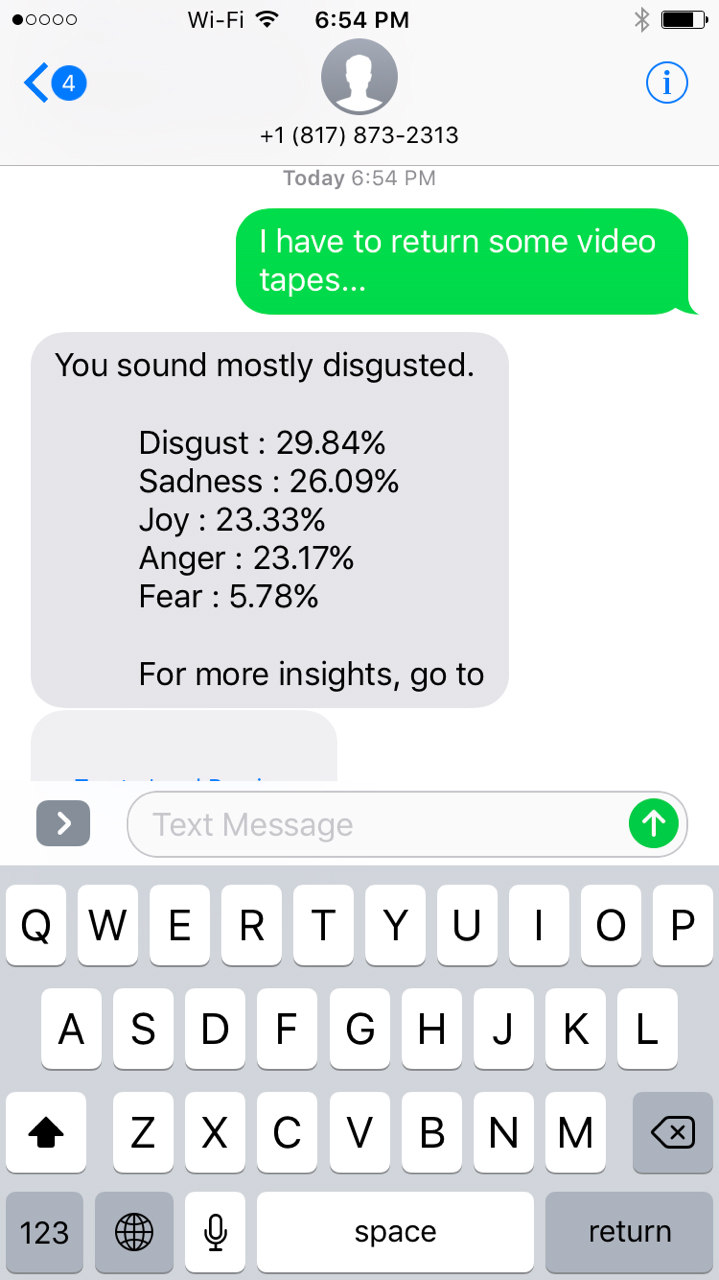 Wi-Fi 6:54 PM
4
i
+1 (817) 873-2313
Today 6:54 PM
I have to return some video
tapes...
You sound mostly disgusted.
Disgust : 29.84%
Sadness : 26.09%
Joy : 23.33%
Anger : 23.17%
Fear : 5.78%
For more insights, go to
Text Message
Q W E R T Y U I O P
A S D F G H J K L
Z X C V B N M
123 space return